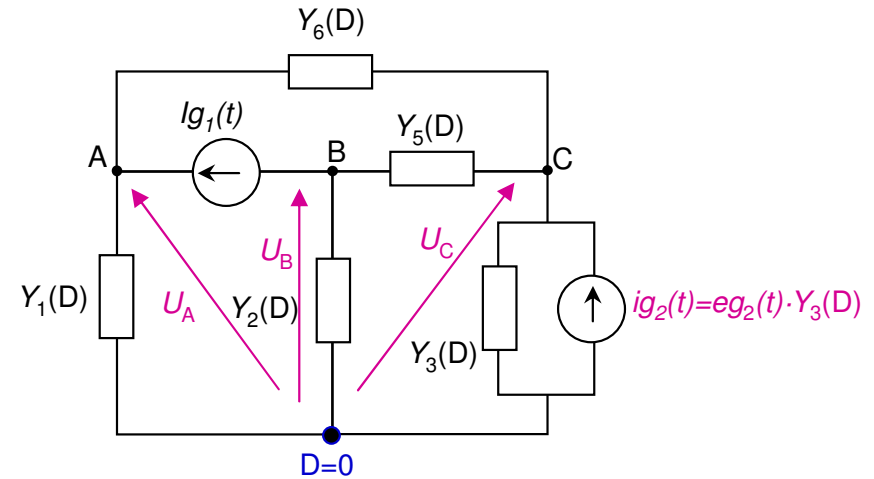 Y6(D)
Ig1(t)
Y5(D)
A
B
C
UB
UC
Y1(D)
UA
Y2(D)
ig2(t)=eg2(t)·Y3(D)
Y3(D)
D=0